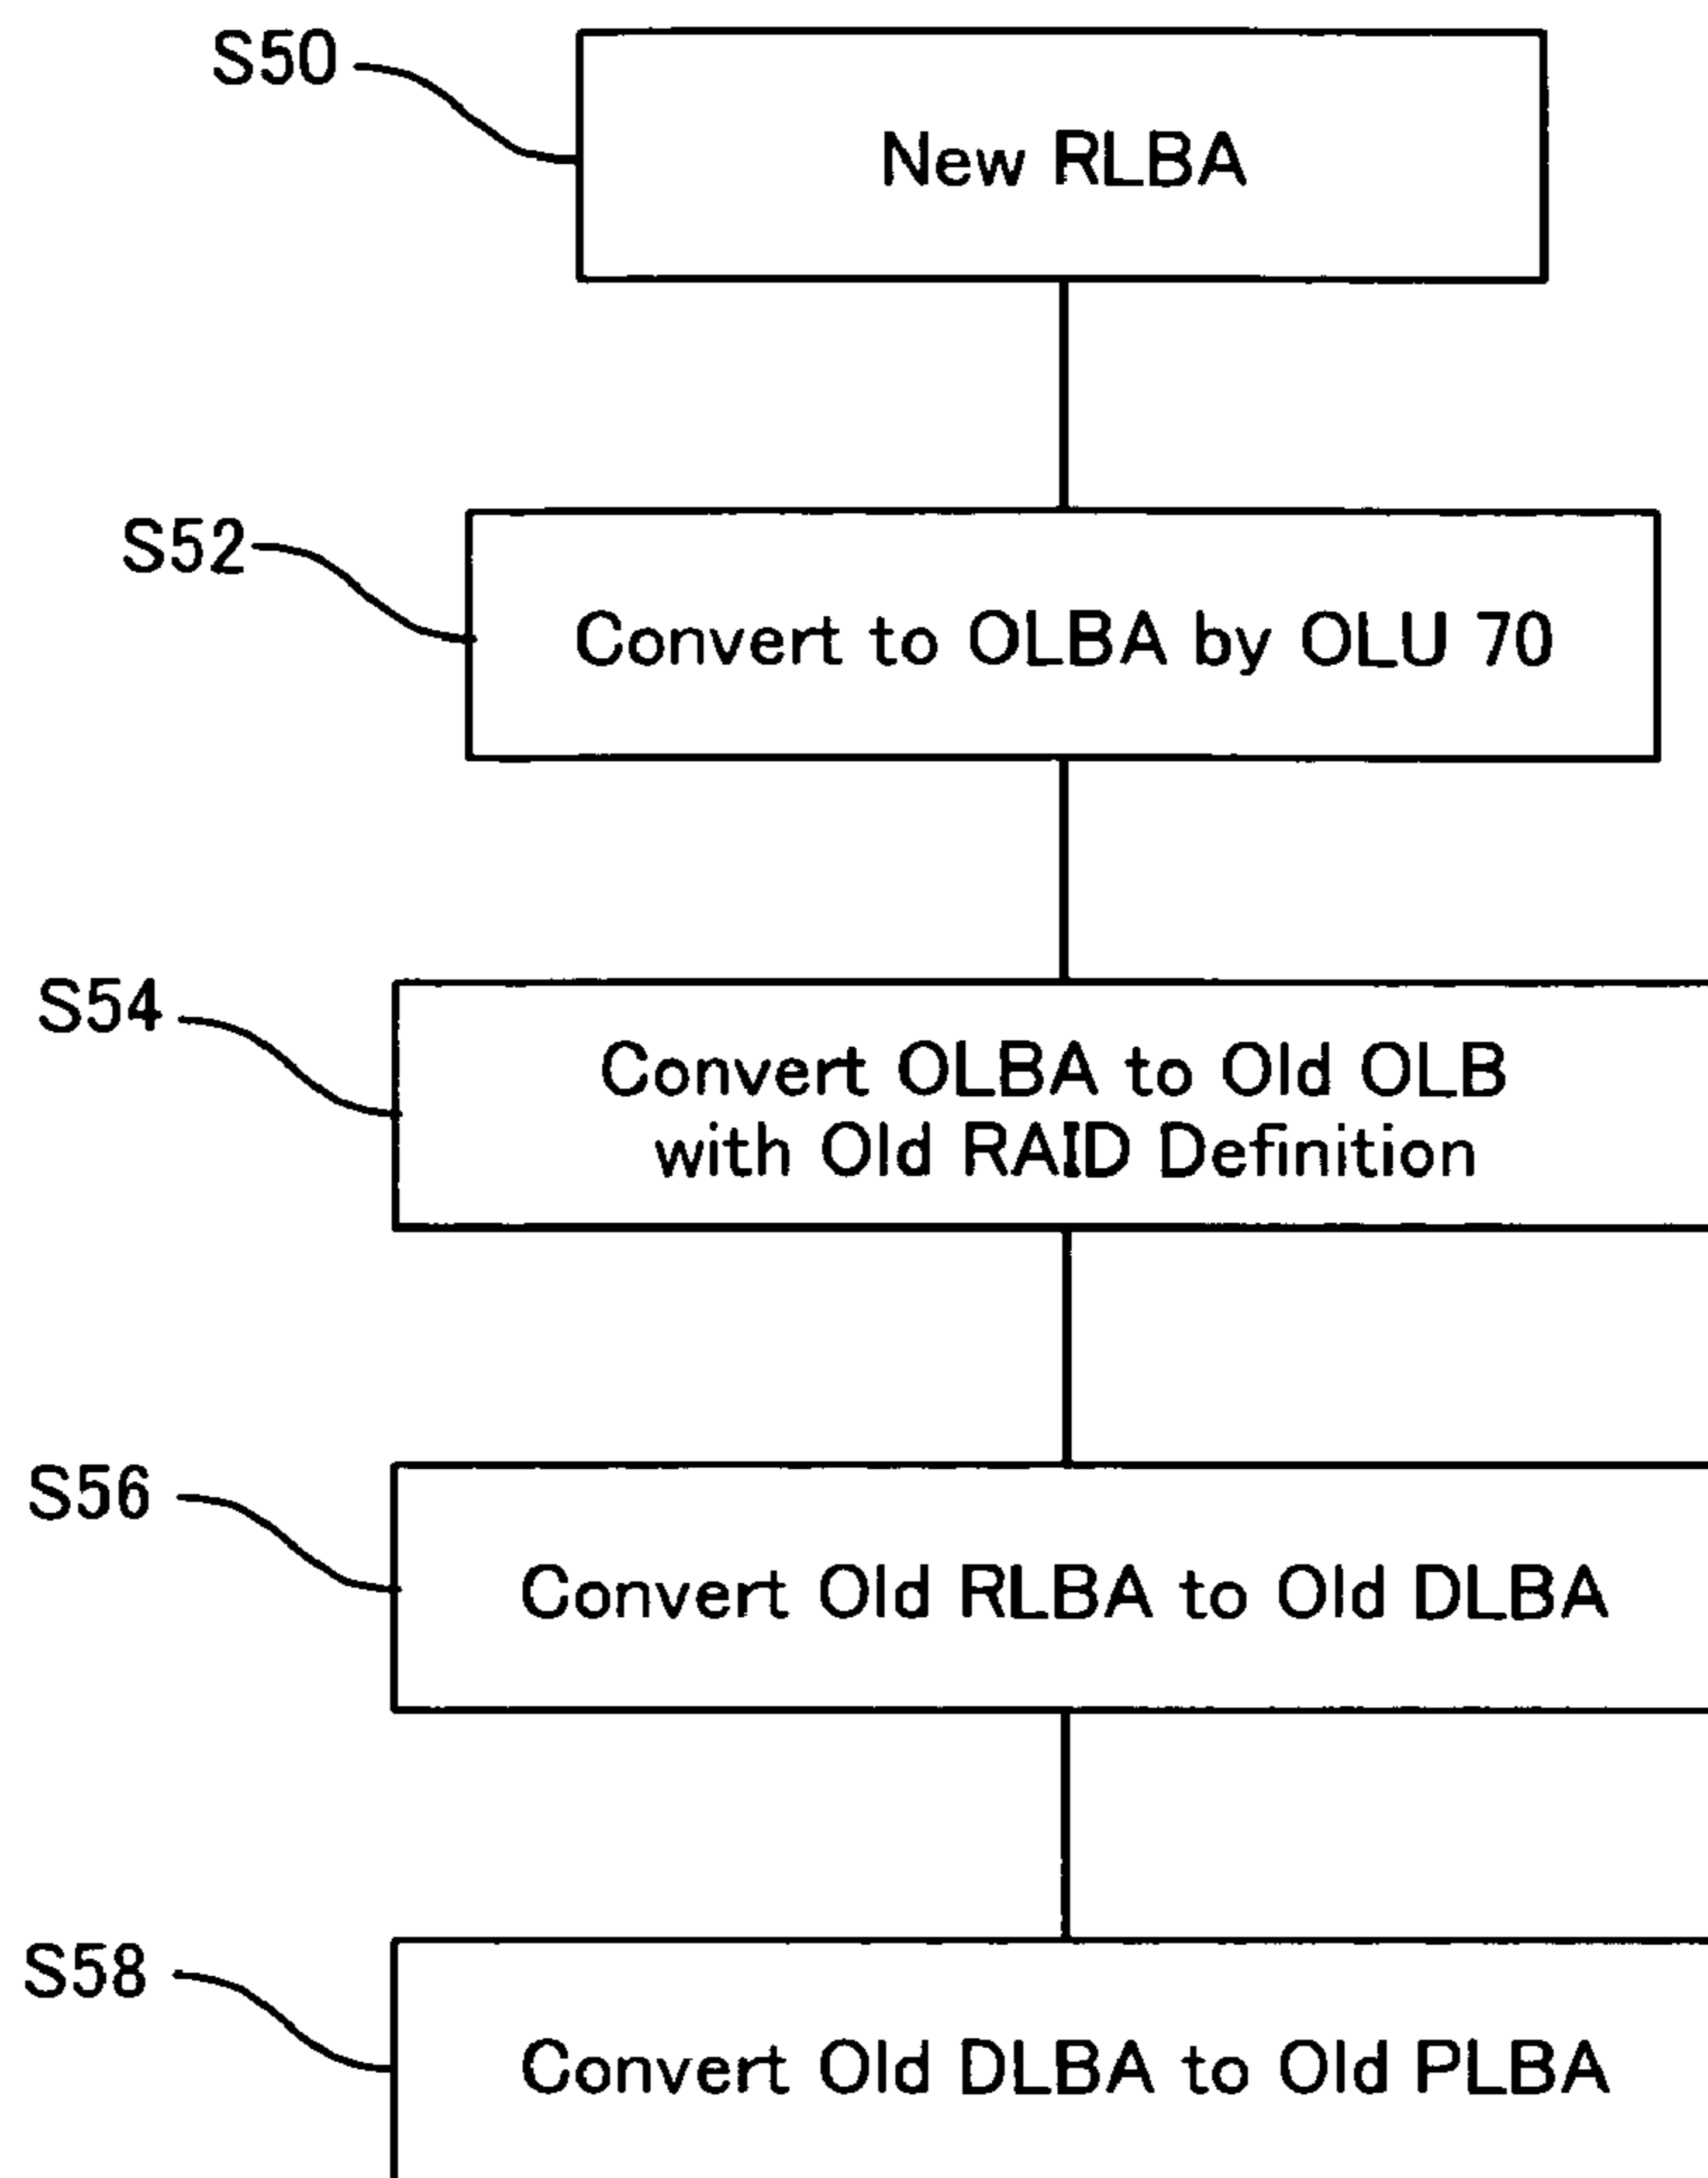 S50
New RLBA
S52
Convert to OLBA by OLU 70
S54
Convert OLBA to Old OLB
with Old RAID Definition
S56
Convert Old RLBA to Old DLBA
S58
Convert Old DLBA to Old PLBA